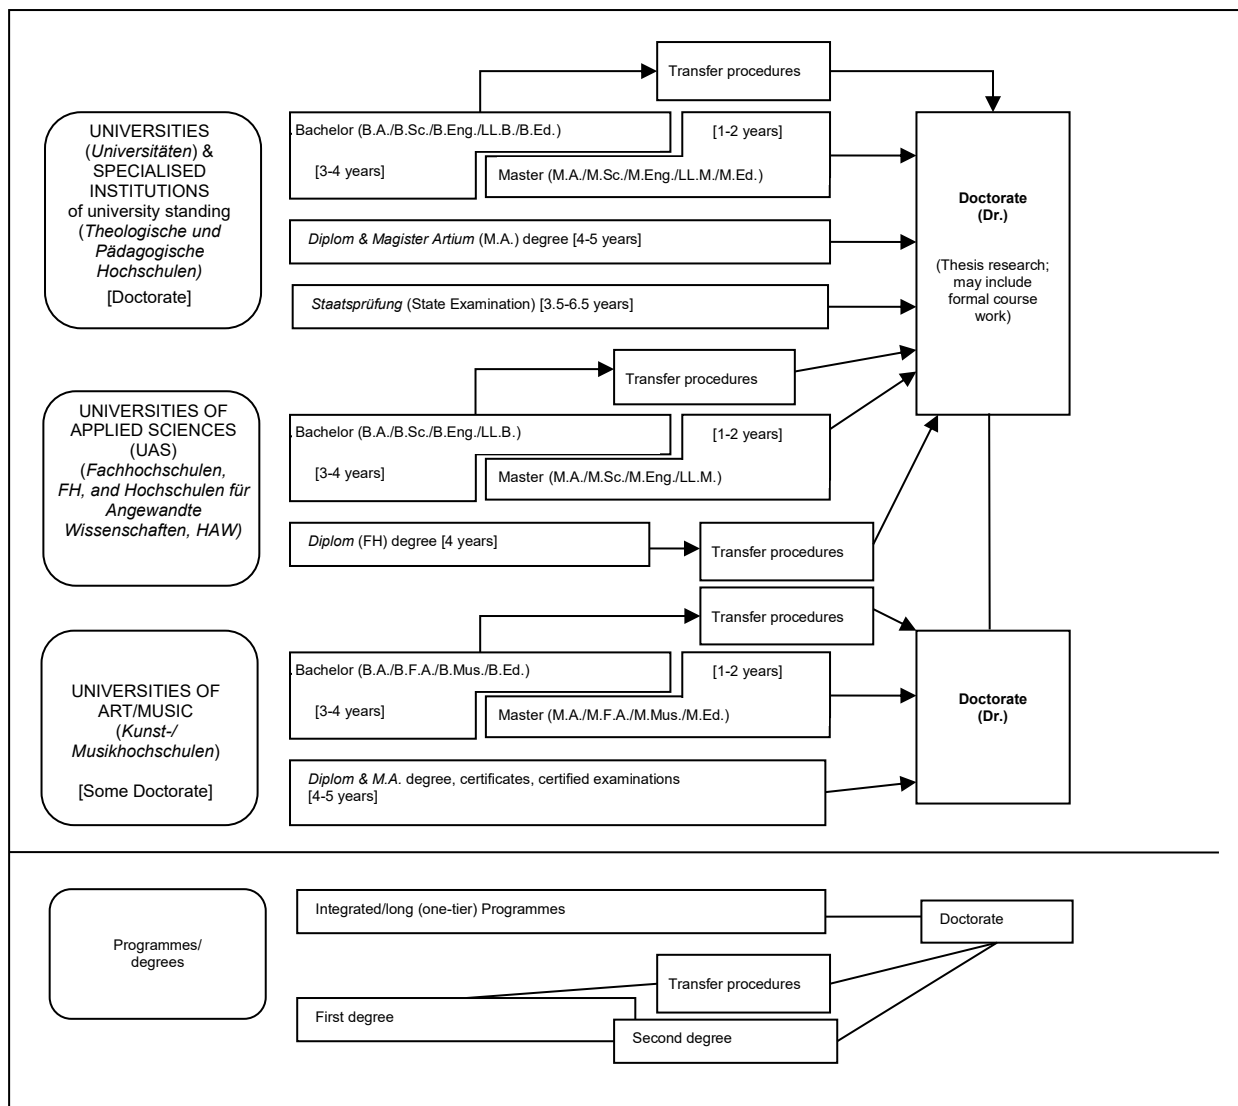 Transfer procedures
UNIVERSITIES
(Universitäten) &
SPECIALISED
INSTITUTIONS
of university standing
(Theologische und
Pädagogische
Hochschulen)
[Doctorate]
. Bachelor (B.A./B.Sc./B.Eng./LL.B./B.Ed.)
[3-4 years]
[1-2 years]
Master (M.A./M.Sc./M.Eng./LL.M./M.Ed.)
Diplom & Magister Artium (M.A.) degree [4-5 years]
Staatsprüfung (State Examination) [3.5-6.5 years]
Doctorate
(Dr.)
(Thesis research;
may include
formal course
work)
Transfer procedures
UNIVERSITIES OF
APPLIED SCIENCES
(UAS)
(Fachhochschulen,
FH, and Hochschulen für
Angewandte
Wissenschaften, HAW)
. Bachelor (B.A./B.Sc./B.Eng./LL.B.)
[3-4 years]
[1-2 years]
Master (M.A./M.Sc./M.Eng./LL.M.)
Diplom (FH) degree [4 years]
Transfer procedures
Transfer procedures
UNIVERSITIES OF
ART/MUSIC
(Kunst-/
Musikhochschulen)
[Some Doctorate]
. Bachelor (B.A./B.F.A./B.Mus./B.Ed.)
[3-4 years]
[1-2 years]
Master (M.A./M.F.A./M.Mus./M.Ed.)
Diplom & M.A. degree, certificates, certified examinations
[4-5 years]
Doctorate
(Dr.)
Programmes/
degrees
Integrated/long (one-tier) Programmes
Doctorate
Transfer procedures
First degree
Second degree